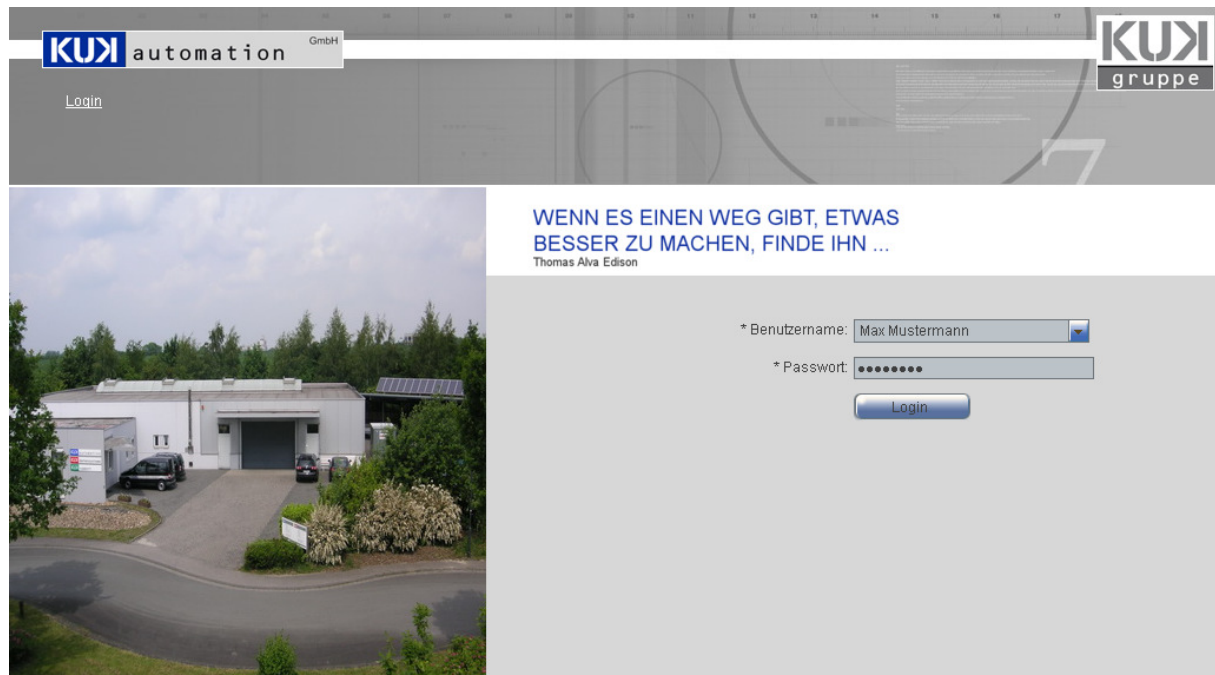 KUK automation GmbH
KUK
gruppe
Login
7
WENN ES EINEN WEG GIBT, ETWAS
BESSER ZU MACHEN, FINDE IHN ...
Thomas Alva Edison
* Benutzername: Max Mustermann
* Passwort: ●●●●●●●●
Login